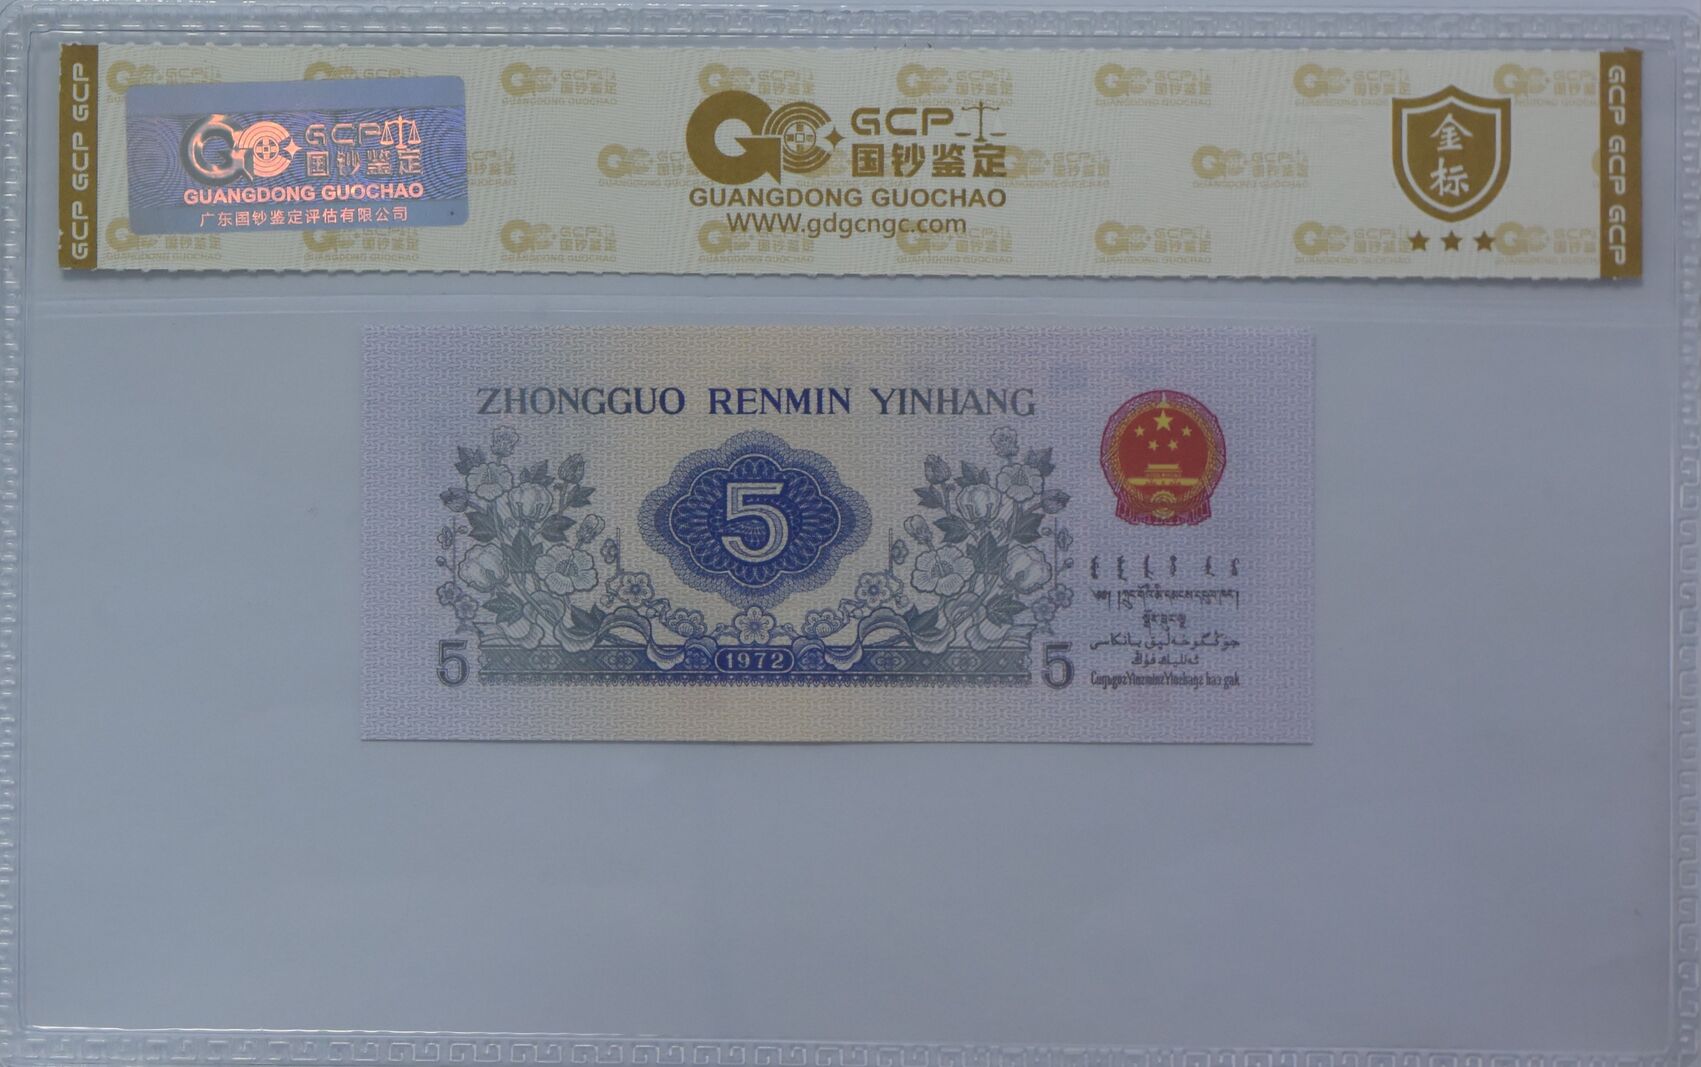 GCP GCP GCP
GCP
国钞鉴定
GUANGDONG GUOCHAO
广东国钞鉴定评估有限公司
GCP
国钞鉴定
GUANGDONG GUOCHAO
WWW.gdgcngc.com
金标
GCP GCP GCP
ZHONGGUO RENMIN YINHANG
5
5
1972
5
جۇڭگوخەلىق بانكاسى